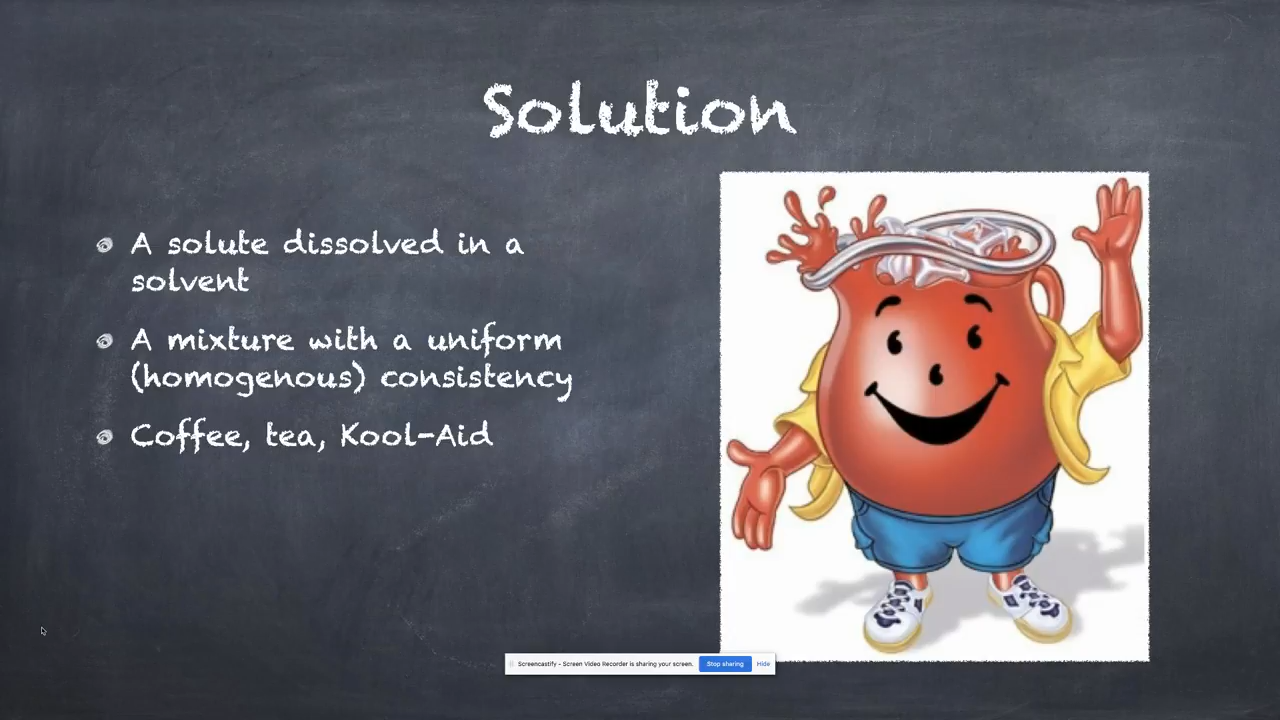 Solution
A solute dissolved in a
solvent
A mixture with a uniform
(homogenous) consistency
Coffee, tea, Kool-Aid
Screencastify - Screen Video Recorder is sharing your screen. Stop sharing Hide